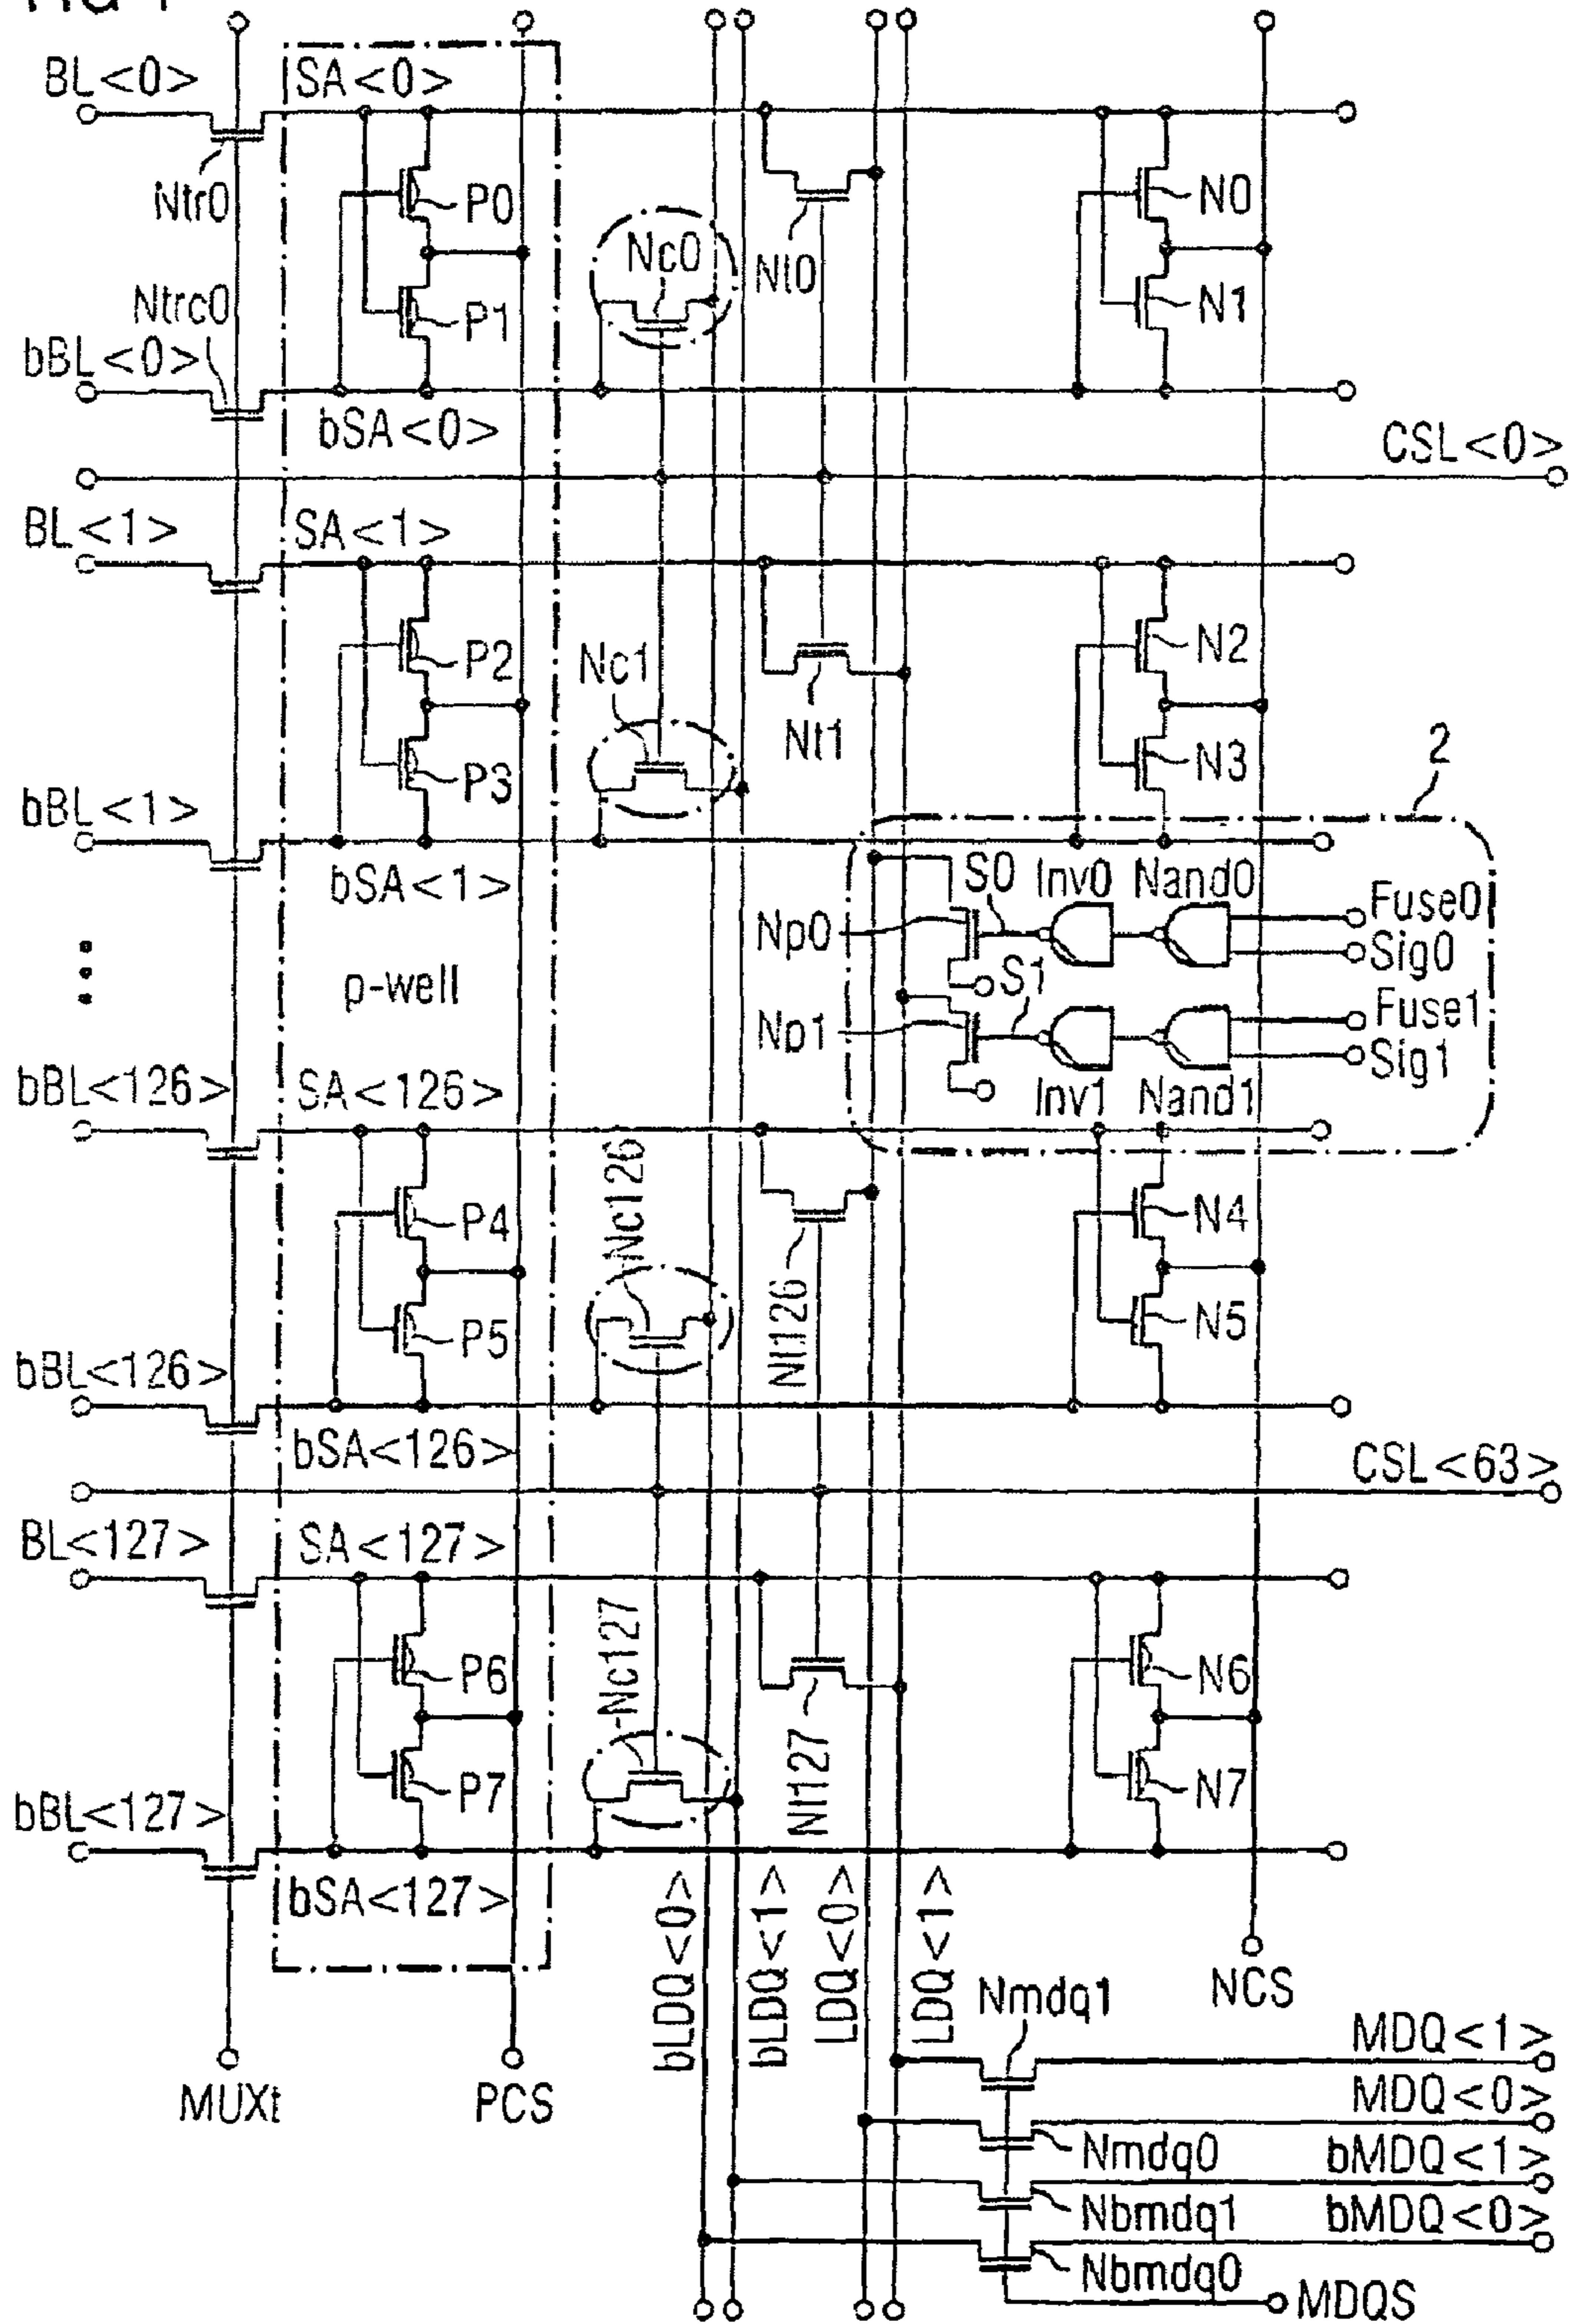 BL<0>
SA<0>
Ntr0
P0
Nc0
Nt0
N0
Ntrc0
P1
N1
bBL<0>
bSA<0>
CSL<0>
BL<1>
SA<1>
P2
Nc1
N2
Nt1
P3
N3
2
bBL<1>
bSA<1>
S0
Inv0
Nand0
Fuse0
Np0
Sig0
p-well
S1
Fuse1
Np1
Sig1
Inv1
Nand1
bBL<126>
SA<126>
Nc126
P4
N4
Nt126
P5
N5
bBL<126>
bSA<126>
CSL<63>
BL<127>
SA<127>
Nc127
P6
N6
Nt127
P7
N7
bBL<127>
bSA<127>
bLDQ<0>
bLDQ<1>
LDQ<0>
LDQ<1>
NCS
Nmdq1
MUXt
PCS
MDQ<1>
MDQ<0>
Nmdq0
bMDQ<1>
Nbmdq1
bMDQ<0>
Nbmdq0
MDQS